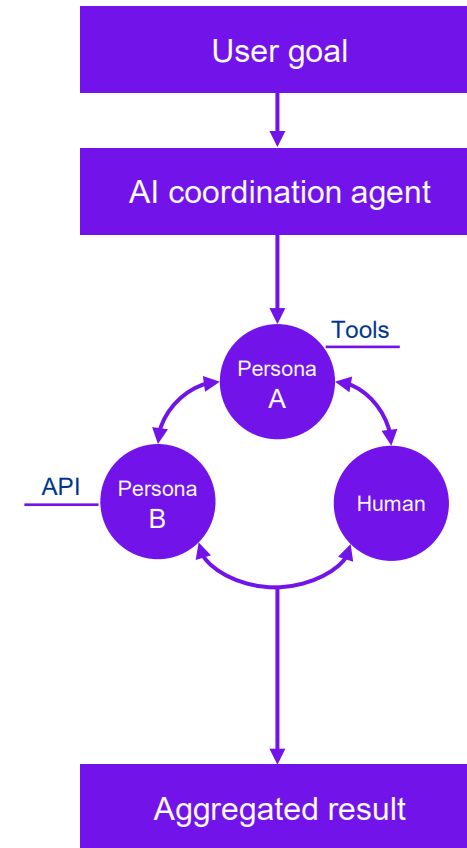 User goal
AI coordination agent
Tools
Persona
A
API
Persona
B
Human
Aggregated result